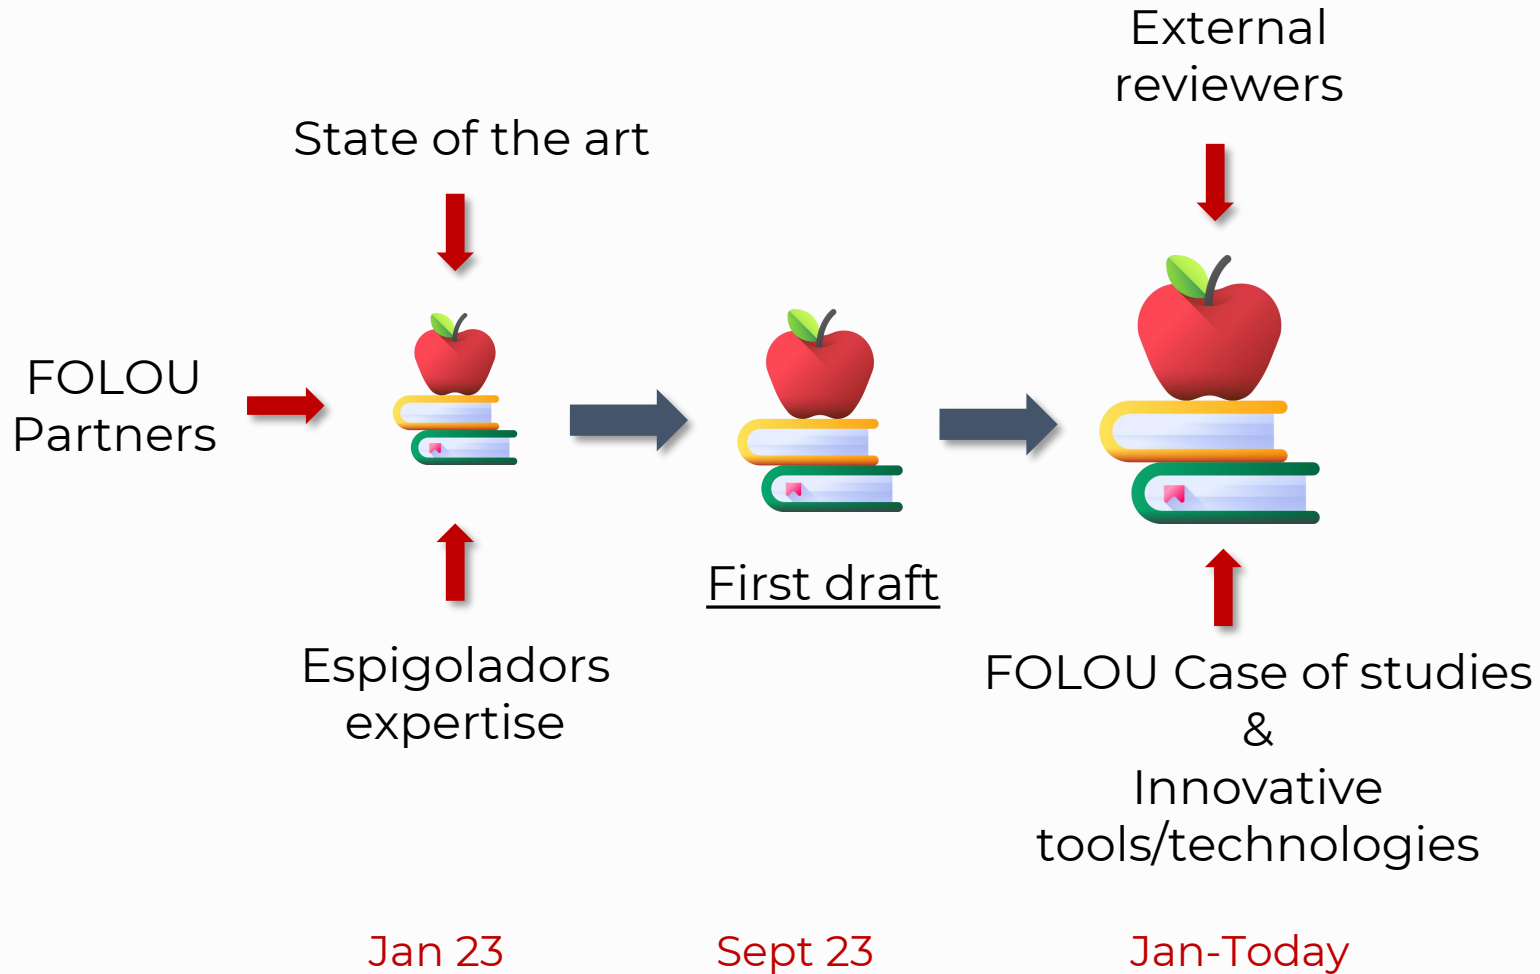 External
reviewers
State of the art
FOLOU
Partners
First draft
Espigoladors
expertise
FOLOU Case of studies
&
Innovative
tools/technologies
Jan 23
Sept 23
Jan-Today